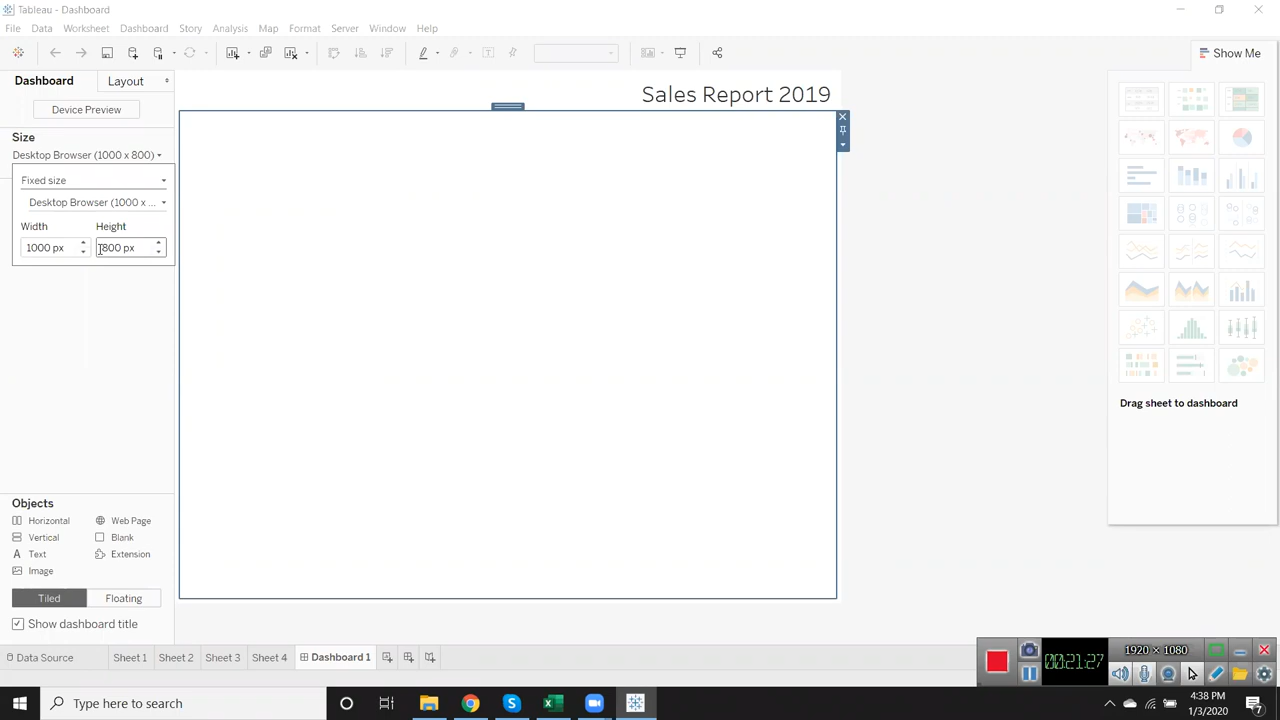 Tableau - Dashboard
File Data Worksheet Dashboard Story Analysis Map Format Server Window Help
Show Me
Dashboard Layout
Device Preview
Sales Report 2019
Size
Desktop Browser (1000 x 800)
Fixed size
Desktop Browser (1000 x ...
Width Height
1000 px 800 px
Drag sheet to dashboard
Objects
Horizontal Web Page
Vertical Blank
Text Extension
Image
Tiled Floating
Show dashboard title
Data Source Sheet 1 Sheet 2 Sheet 3 Sheet 4 Dashboard 1
1920 × 1080
00:21:27
Type here to search
4:38 PM
1/3/2020
7